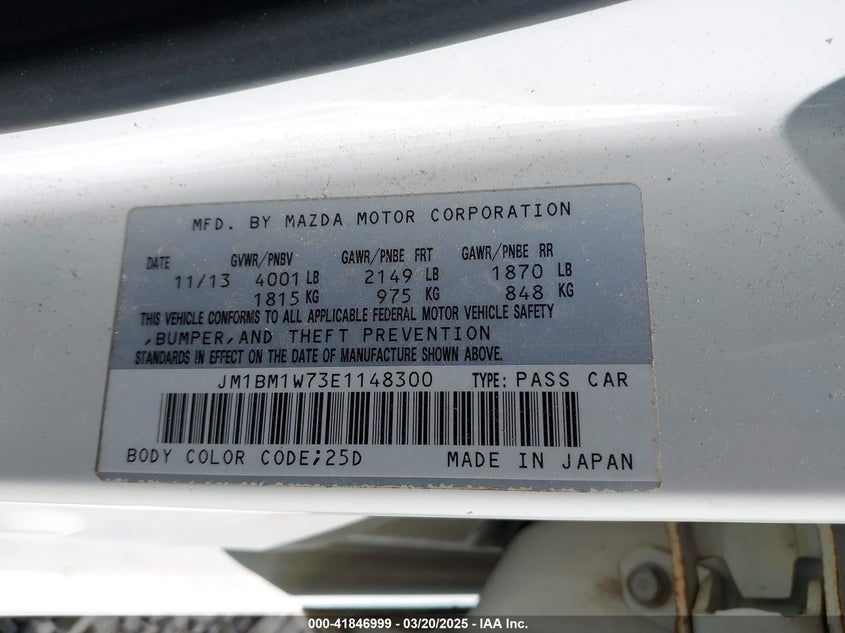 MFD. BY MAZDA MOTOR CORPORATION
DATE GVWR/PNBV GAWR/PNBE FRT GAWR/PNBE RR
11/13 4001 LB 2149 LB 1870 LB
1815 KG 975 KG 848 KG
THIS VEHICLE CONFORMS TO ALL APPLICABLE FEDERAL MOTOR VEHICLE SAFETY
,BUMPER,AND THEFT PREVENTION
STANDARDS IN EFFECT ON THE DATE OF MANUFACTURE SHOWN ABOVE.
JM1BM1W73E1148300 TYPE: PASS CAR
BODY COLOR CODE;25D MADE IN JAPAN
000-41846999 - 03/20/2025 - IAA Inc.